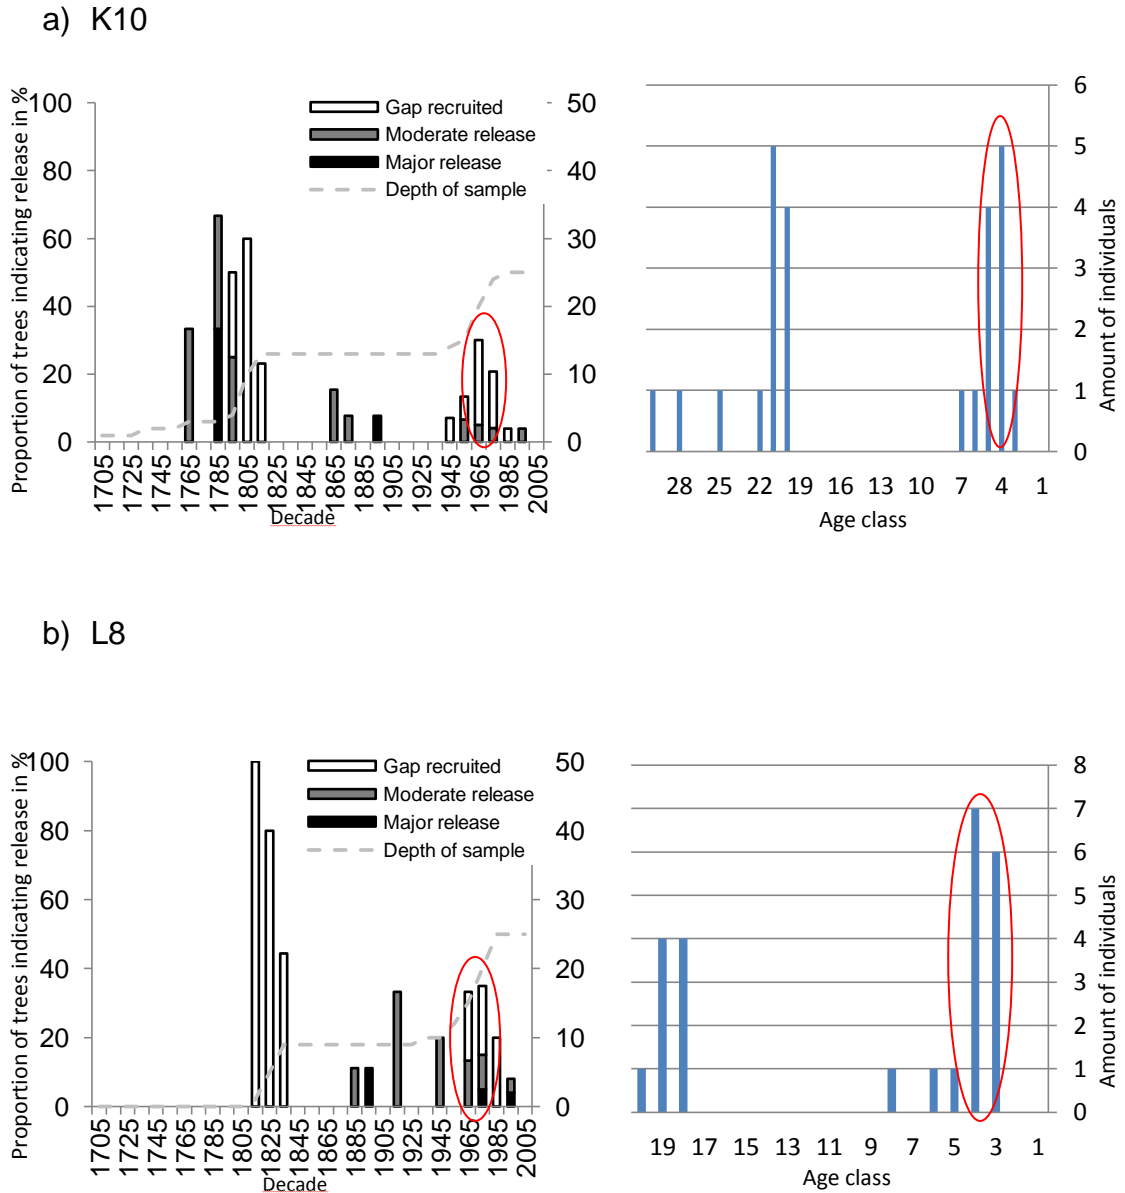 a) K10
Proportion of trees indicating release in %
100
80
60
40
20
0
Gap recruited
Moderate release
Major release
Depth of sample
50
40
30
20
10
0
1705 1725 1745 1765 1785 1805 1825 1845 1865 1885 1905 1925 1945 1965 1985 2005
Decade
6
5
4
3
2
1
0
Amount of individuals
28 25 22 19 16 13 10 7 4 1
Age class
b) L8
Proportion of trees indicating release in %
100
80
60
40
20
0
Gap recruited
Moderate release
Major release
Depth of sample
50
40
30
20
10
0
1705 1725 1745 1765 1785 1805 1825 1845 1865 1885 1905 1925 1945 1965 1985 2005
Decade
8
7
6
5
4
3
2
1
0
Amount of individuals
19 17 15 13 11 9 7 5 3 1
Age class